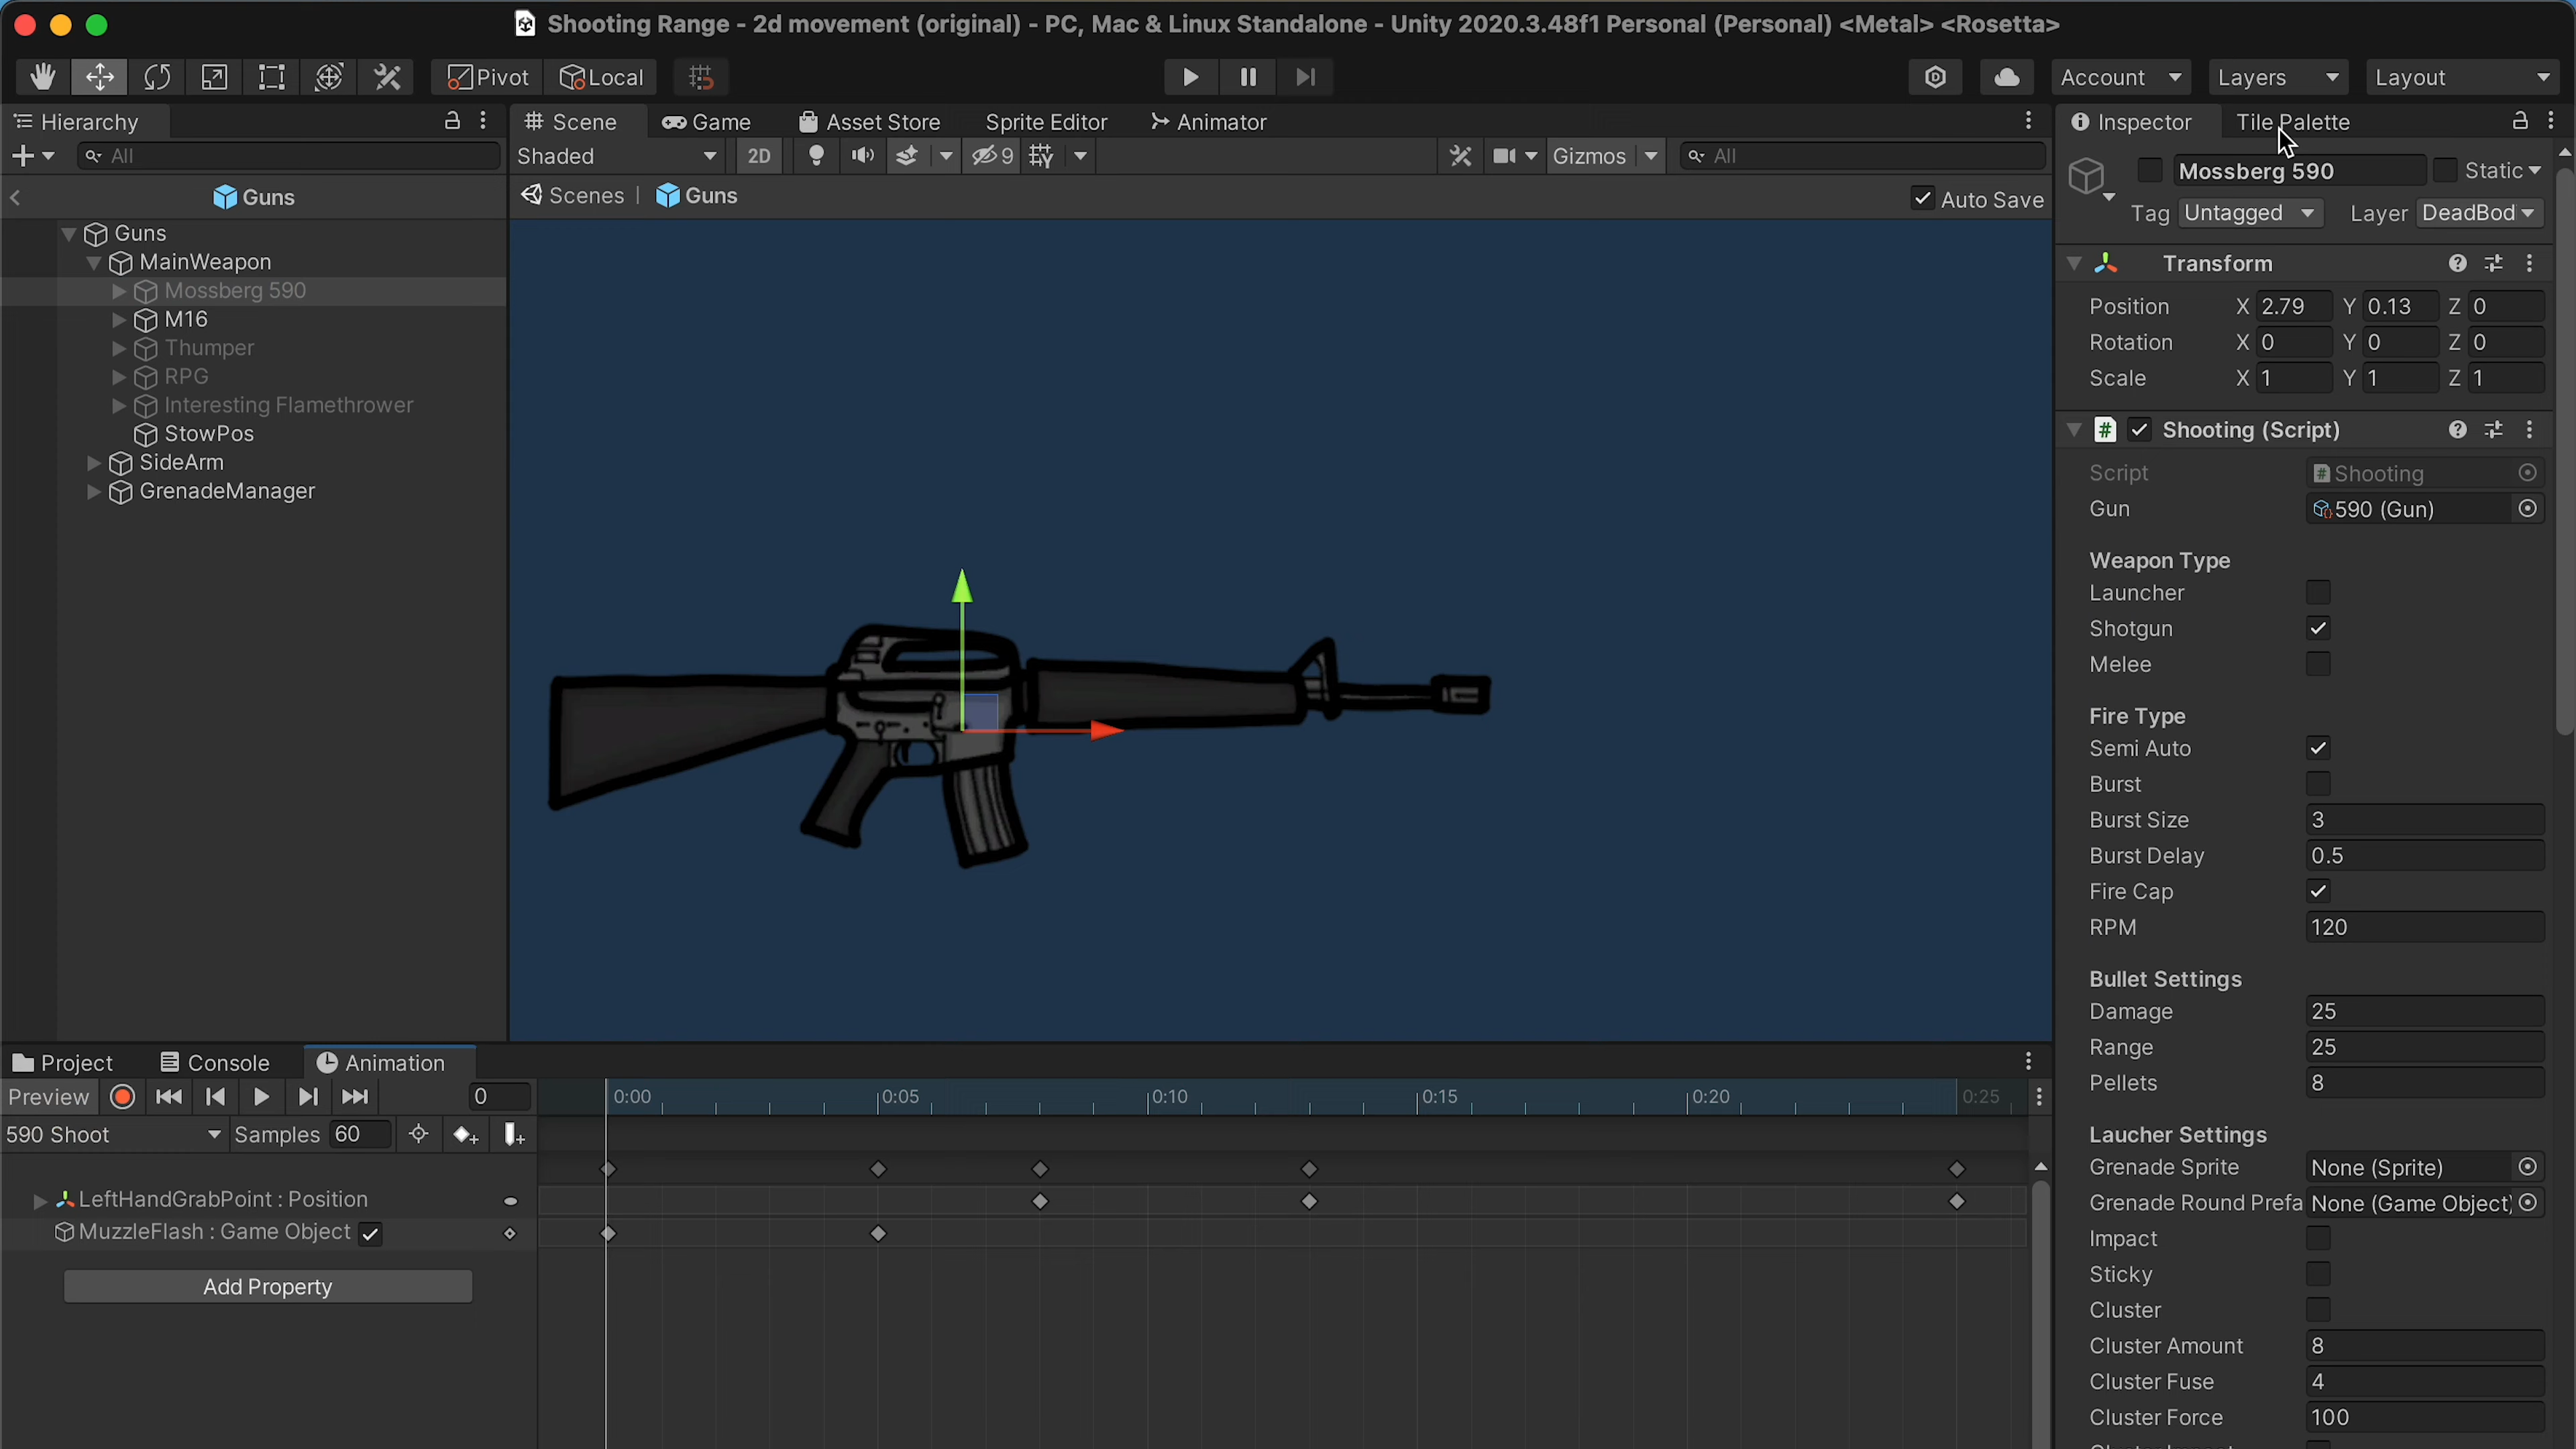 Shooting Range - 2d movement (original) - PC, Mac & Linux Standalone - Unity 2020.3.48f1 Personal (Personal) <Metal> <Rosetta>
Pivot Local Account Layers Layout
Hierarchy
All
Guns
Guns
MainWeapon
Mossberg 590
M16
Thumper
RPG
Interesting Flamethrower
StowPos
SideArm
GrenadeManager
Scene Game Asset Store Sprite Editor Animator
Shaded 2D 9 Gizmos All
Scenes Guns Auto Save
Project Console Animation
Preview 0 0:00 0:05 0:10 0:15 0:20 0:25
590 Shoot Samples 60
LeftHandGrabPoint : Position
MuzzleFlash : Game Object
Add Property
Inspector Tile Palette
Mossberg 590 Static
Tag Untagged Layer DeadBod
Transform
Position X 2.79 Y 0.13 Z 0
Rotation X 0 Y 0 Z 0
Scale X 1 Y 1 Z 1
# Shooting (Script)
Script # Shooting
Gun 590 (Gun)
Weapon Type
Launcher
Shotgun
Melee
Fire Type
Semi Auto
Burst
Burst Size 3
Burst Delay 0.5
Fire Cap
RPM 120
Bullet Settings
Damage 25
Range 25
Pellets 8
Laucher Settings
Grenade Sprite None (Sprite)
Grenade Round Prefa None (Game Object)
Impact
Sticky
Cluster
Cluster Amount 8
Cluster Fuse 4
Cluster Force 100